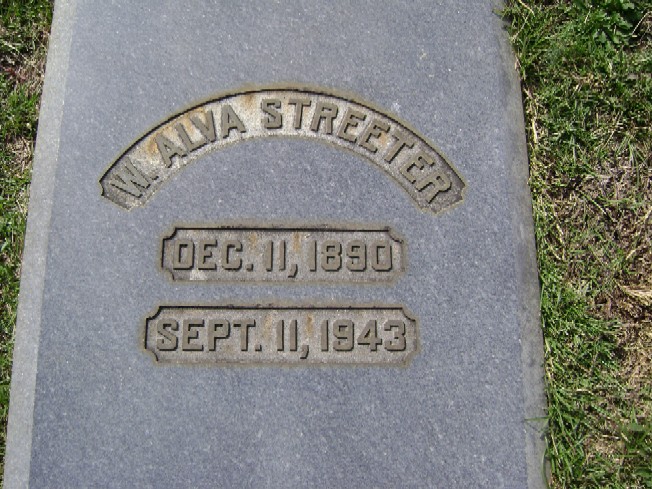 W. ALVA STREETER
DEC. 11, 1890
SEPT. 11, 1943